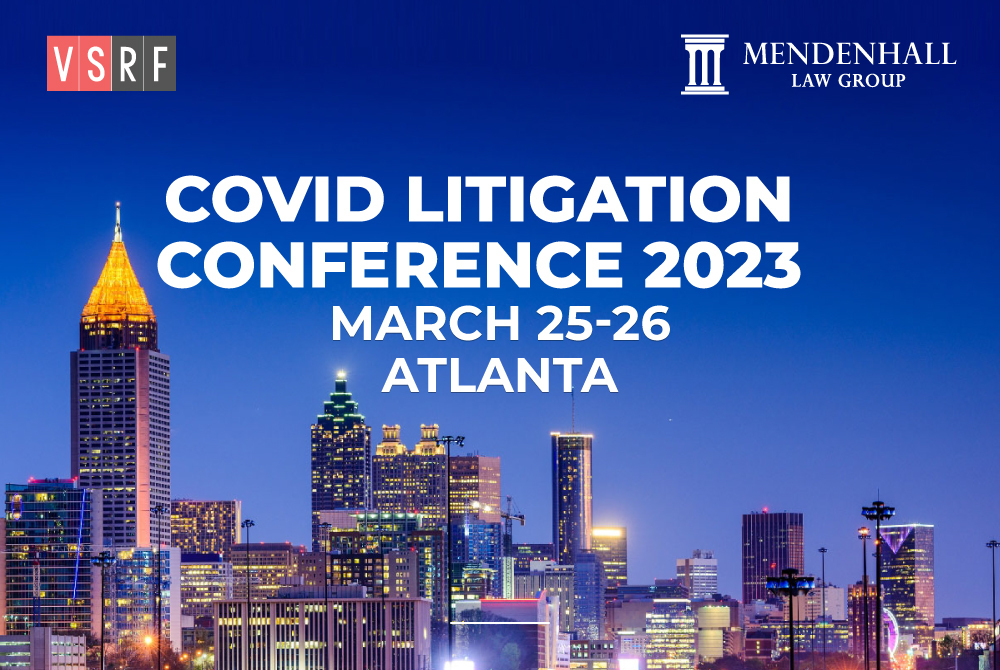 VSRF
MENDENHALL
LAW GROUP
COVID LITIGATION
CONFERENCE 2023
MARCH 25-26
ATLANTA